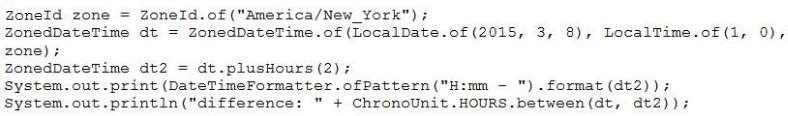 ZoneId zone = ZoneId.of("America/New_York");
ZonedDateTime dt = ZonedDateTime.of(LocalDate.of(2015, 3, 8), LocalTime.of(1, 0),
zone);
ZonedDateTime dt2 = dt.plusHours(2);
System.out.print(DateTimeFormatter.ofPattern("H:mm - ").format(dt2));
System.out.println("difference: " + ChronoUnit.HOURS.between(dt, dt2));